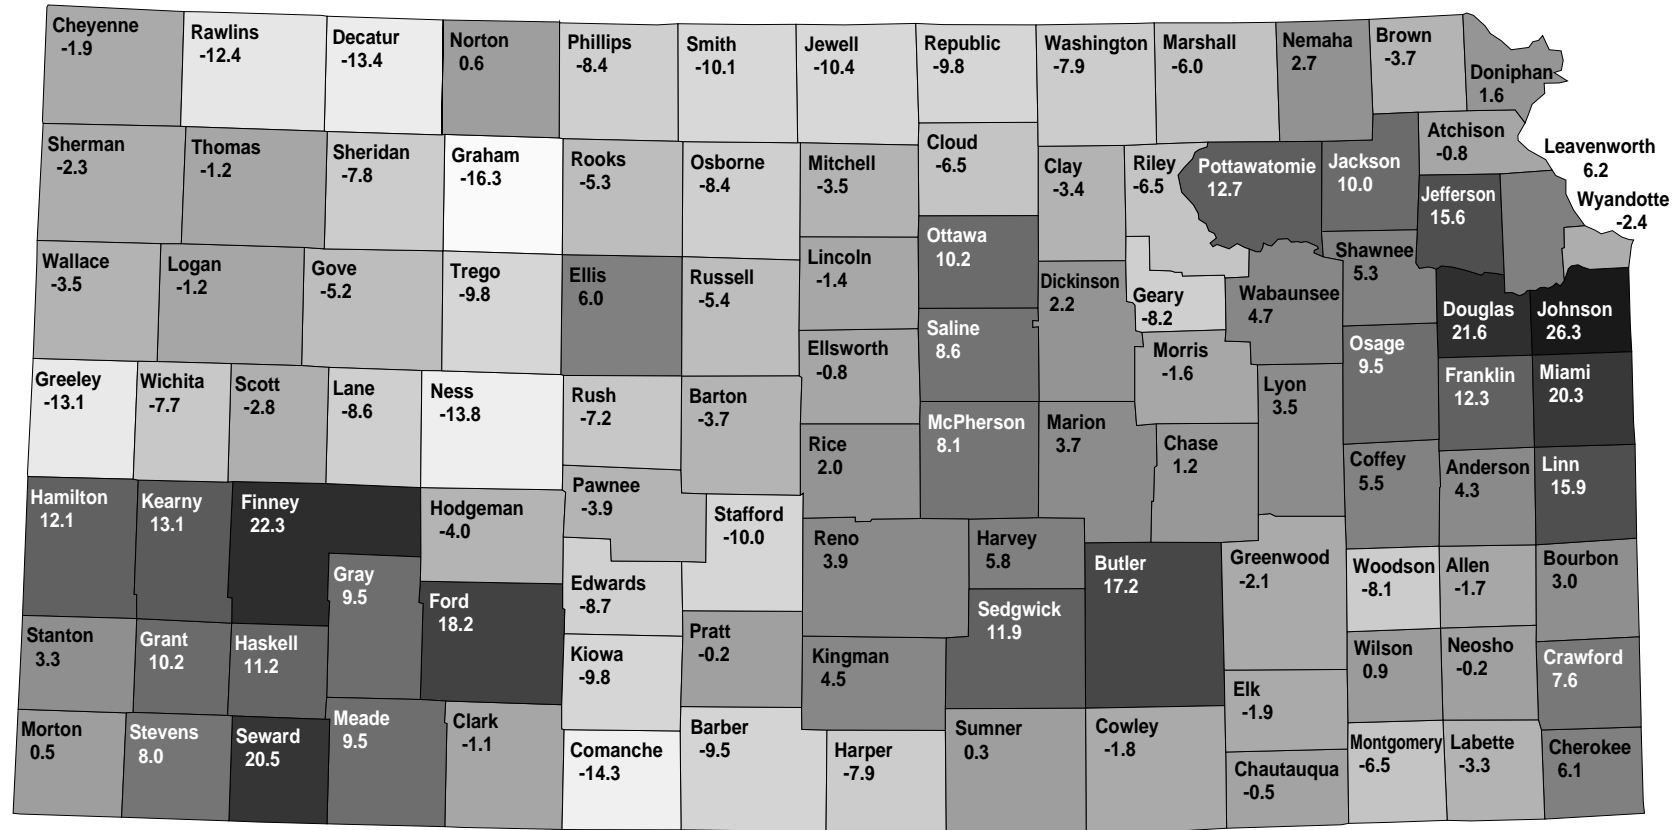 Cheyenne
-1.9
Rawlins
-12.4
Decatur
-13.4
Norton
0.6
Phillips
-8.4
Smith
-10.1
Jewell
-10.4
Republic
-9.8
Washington
-7.9
Marshall
-6.0
Nemaha
2.7
Brown
-3.7
Doniphan
1.6
Sherman
-2.3
Thomas
-1.2
Sheridan
-7.8
Graham
-16.3
Rooks
-5.3
Osborne
-8.4
Mitchell
-3.5
Cloud
-6.5
Clay
-3.4
Riley
-6.5
Pottawatomie
12.7
Jackson
10.0
Atchison
-0.8
Jefferson
15.6
Leavenworth
6.2
Wyandotte
-2.4
Wallace
-3.5
Logan
-1.2
Gove
-5.2
Trego
-9.8
Ellis
6.0
Russell
-5.4
Lincoln
-1.4
Ottawa
10.2
Dickinson
2.2
Geary
-8.2
Wabaunsee
4.7
Shawnee
5.3
Douglas
21.6
Johnson
26.3
Greeley
-13.1
Wichita
-7.7
Scott
-2.8
Lane
-8.6
Ness
-13.8
Rush
-7.2
Barton
-3.7
Ellsworth
-0.8
Saline
8.6
Morris
-1.6
Lyon
3.5
Osage
9.5
Franklin
12.3
Miami
20.3
Rice
2.0
McPherson
8.1
Marion
3.7
Chase
1.2
Coffey
5.5
Anderson
4.3
Linn
15.9
Hamilton
12.1
Kearny
13.1
Finney
22.3
Hodgeman
-4.0
Pawnee
-3.9
Stafford
-10.0
Reno
3.9
Harvey
5.8
Butler
17.2
Greenwood
-2.1
Woodson
-8.1
Allen
-1.7
Bourbon
3.0
Gray
9.5
Ford
18.2
Edwards
-8.7
Sedgwick
11.9
Stanton
3.3
Grant
10.2
Haskell
11.2
Kiowa
-9.8
Pratt
-0.2
Kingman
4.5
Elk
-1.9
Wilson
0.9
Neosho
-0.2
Crawford
7.6
Morton
0.5
Stevens
8.0
Seward
20.5
Meade
9.5
Clark
-1.1
Comanche
-14.3
Barber
-9.5
Harper
-7.9
Sumner
0.3
Cowley
-1.8
Chautauqua
-0.5
Montgomery
-6.5
Labette
-3.3
Cherokee
6.1